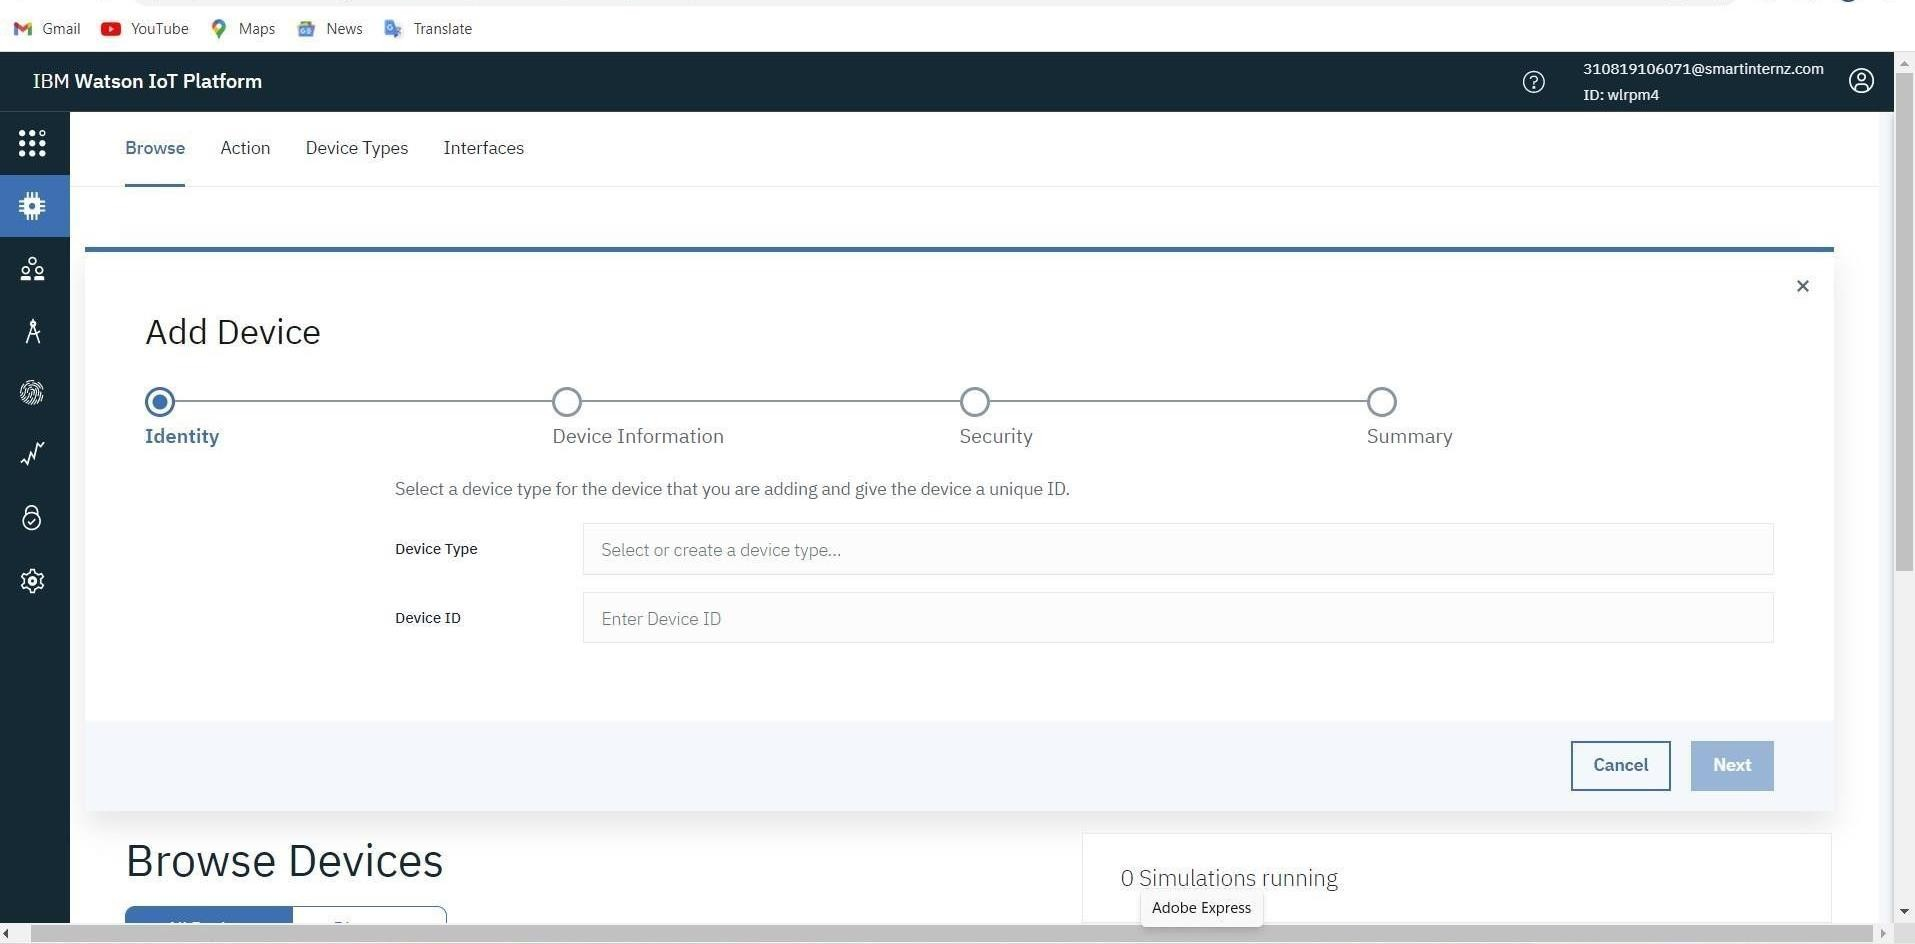 Gmail YouTube Maps News Translate
IBM Watson IoT Platform
310819106071@smartinternz.com
ID: wlrpm4
Browse Action Device Types Interfaces
Add Device
Identity Device Information Security Summary
Select a device type for the device that you are adding and give the device a unique ID.
Device Type Select or create a device type...
Device ID Enter Device ID
Cancel Next
Browse Devices
0 Simulations running
Adobe Express